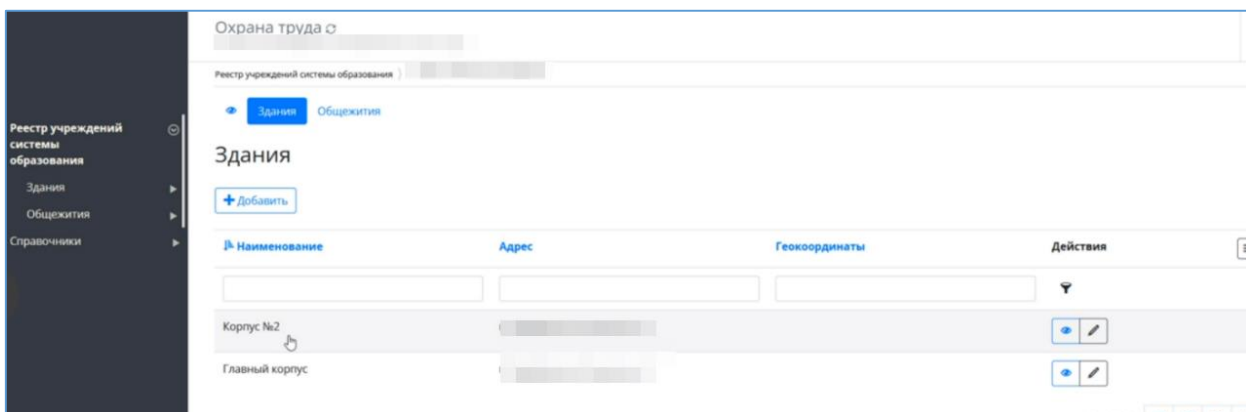 Охрана труда
Реестр учреждений системы образования
Здания Общежития
Реестр учреждений
системы
образования
Здания
Общежития
Справочники
Здания
Добавить
Наименование Адрес Геокоординаты Действия
Корпус №2
Главный корпус